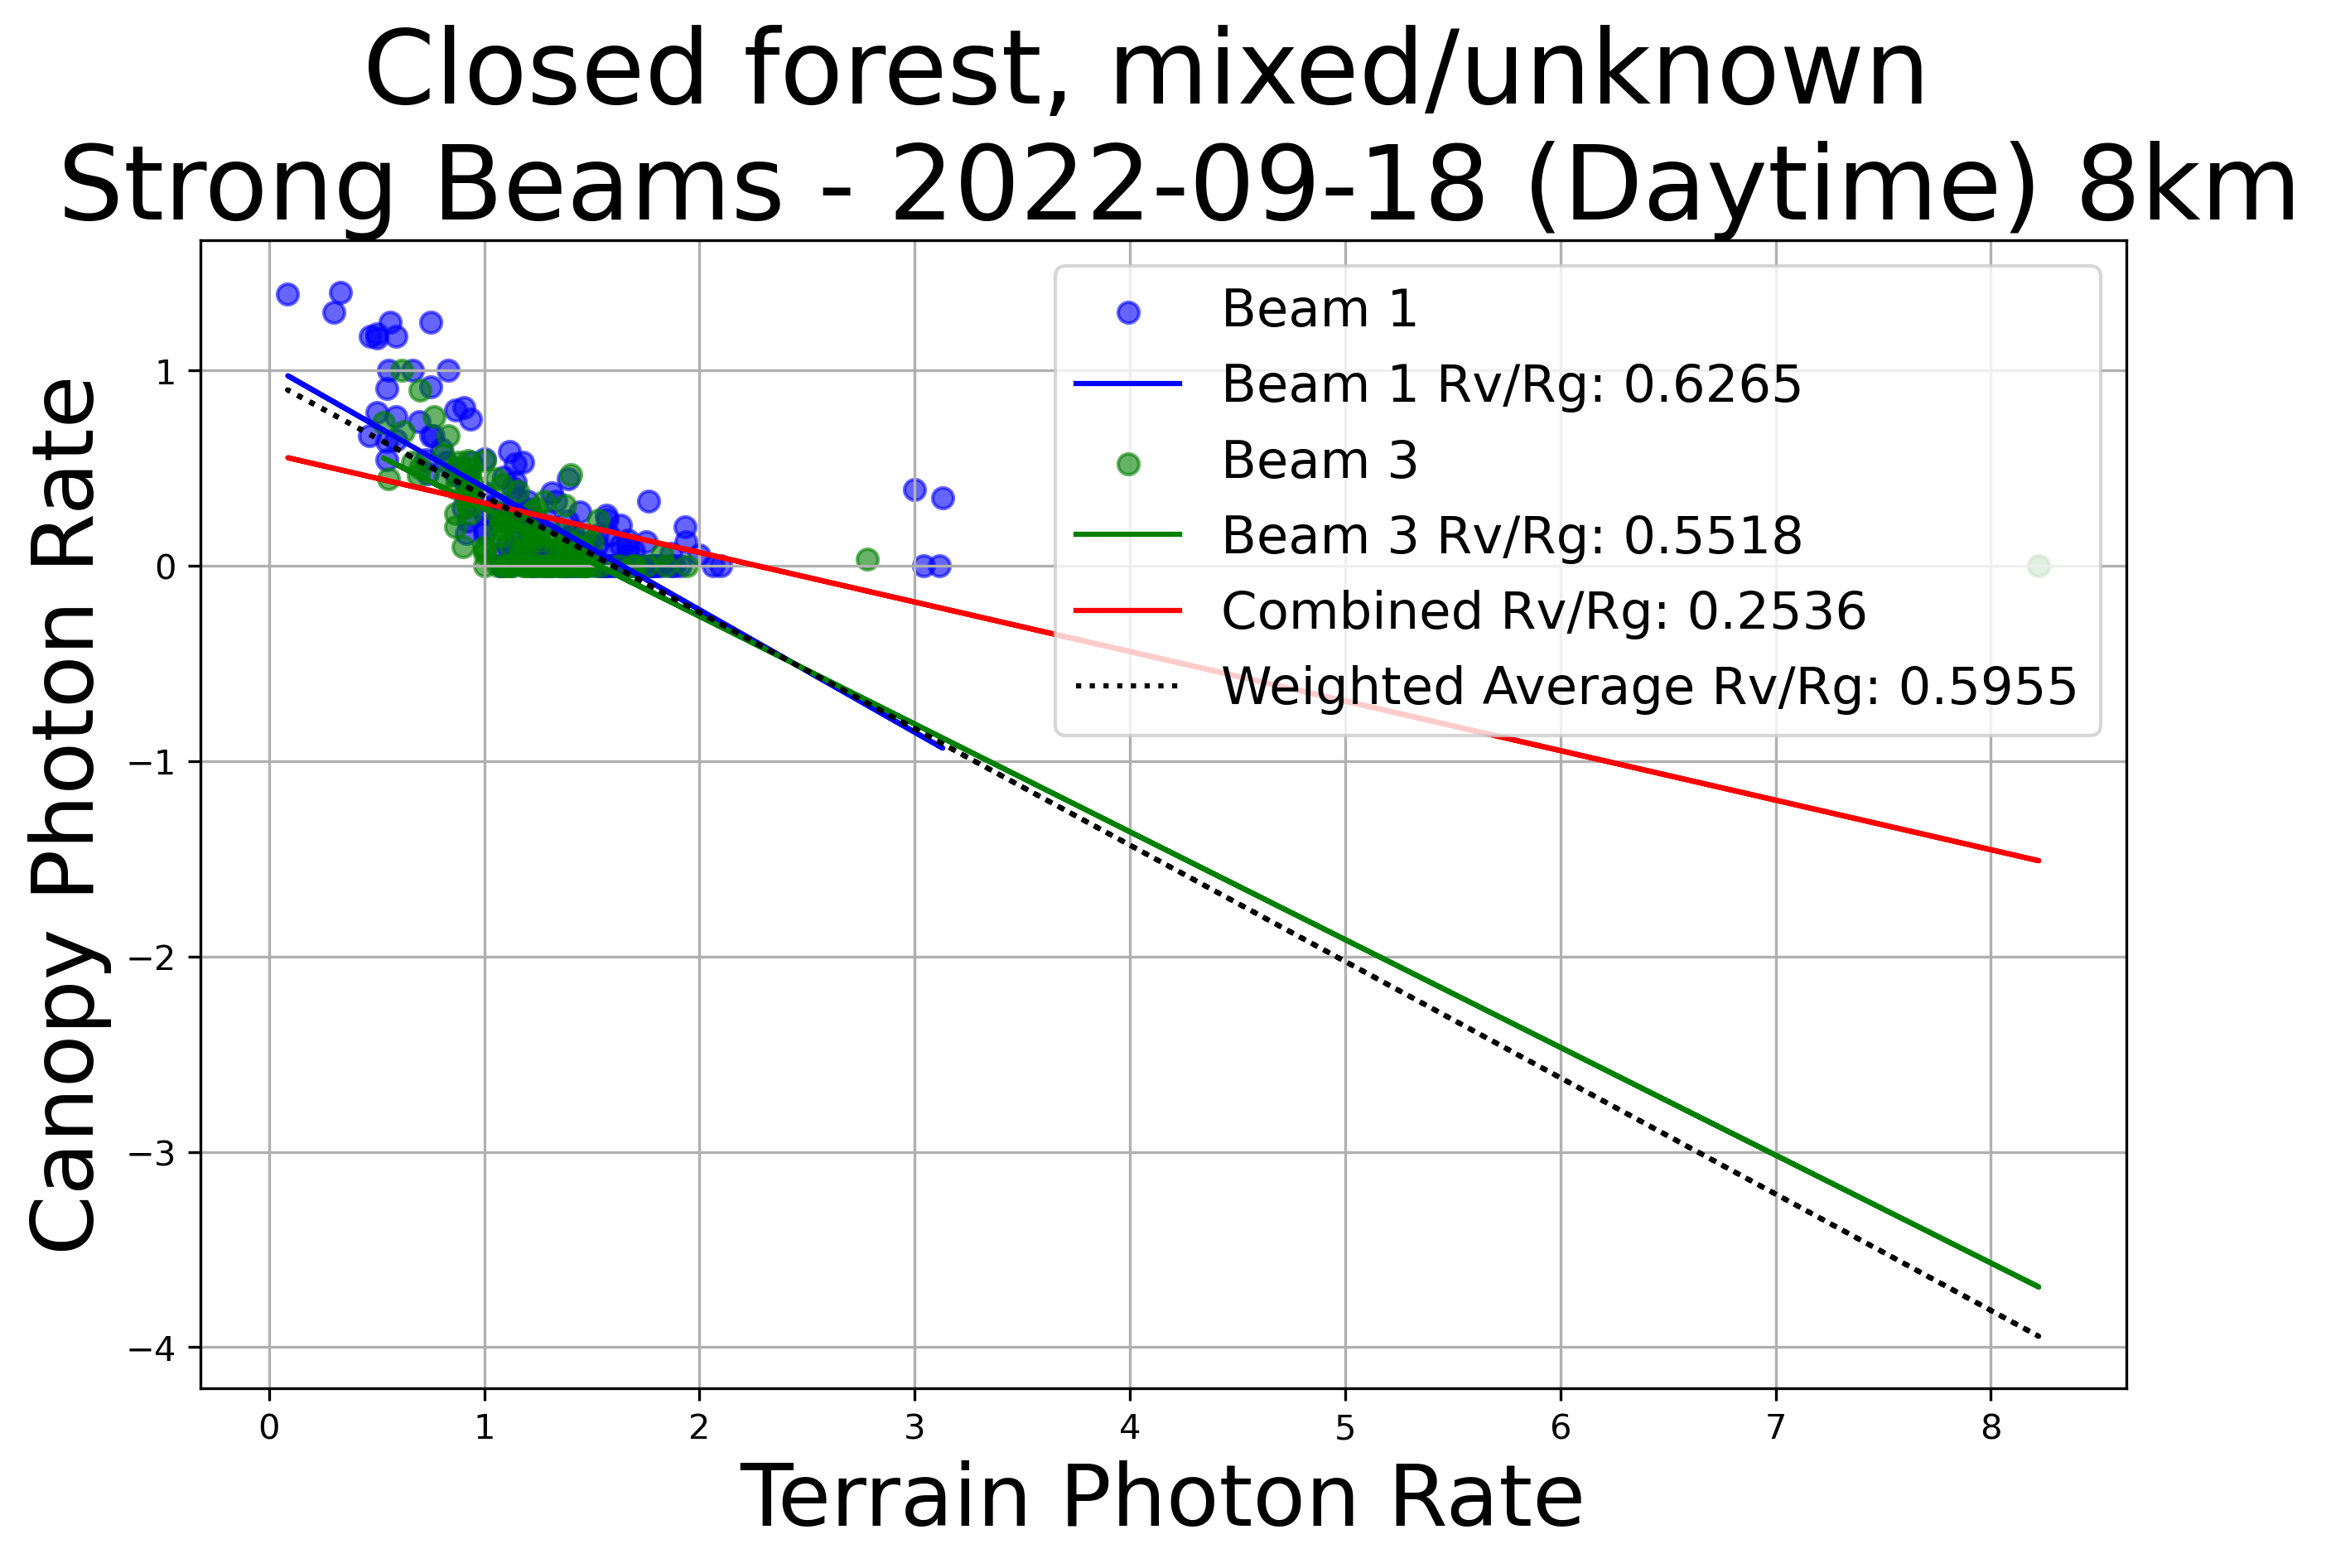 Closed forest, mixed/unknown
Strong Beams - 2022-09-18 (Daytime) 8km
Canopy Photon Rate
1
0
−1
−2
−3
−4
Beam 1
Beam 1 Rv/Rg: 0.6265
Beam 3
Beam 3 Rv/Rg: 0.5518
Combined Rv/Rg: 0.2536
Weighted Average Rv/Rg: 0.5955
0 1 2 3 4 5 6 7 8
Terrain Photon Rate